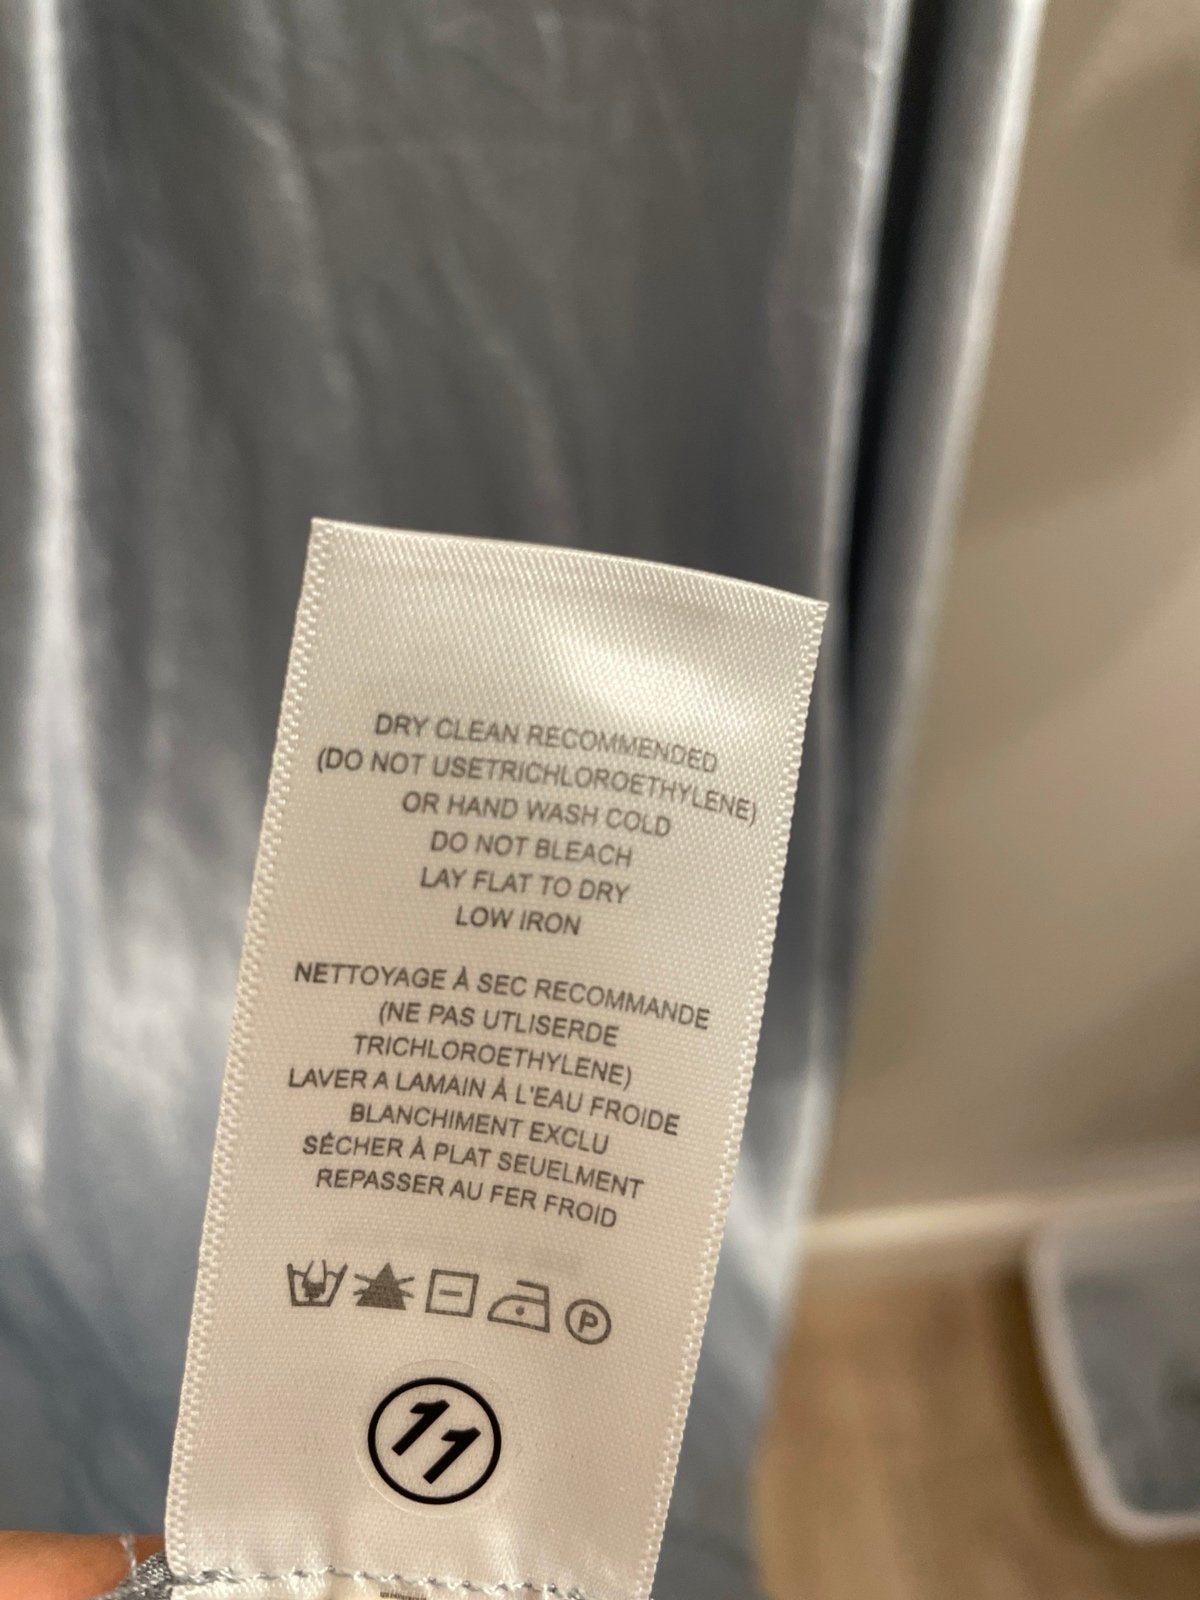 DRY CLEAN RECOMMENDED
(DO NOT USETRICHLOROETHYLENE)
OR HAND WASH COLD
DO NOT BLEACH
LAY FLAT TO DRY
LOW IRON
NETTOYAGE À SEC RECOMMANDE
(NE PAS UTLISERDE
TRICHLOROETHYLENE)
LAVER A LAMAIN À L'EAU FROIDE
BLANCHIMENT EXCLU
SÉCHER À PLAT SEUELMENT
REPASSER AU FER FROID
P
11